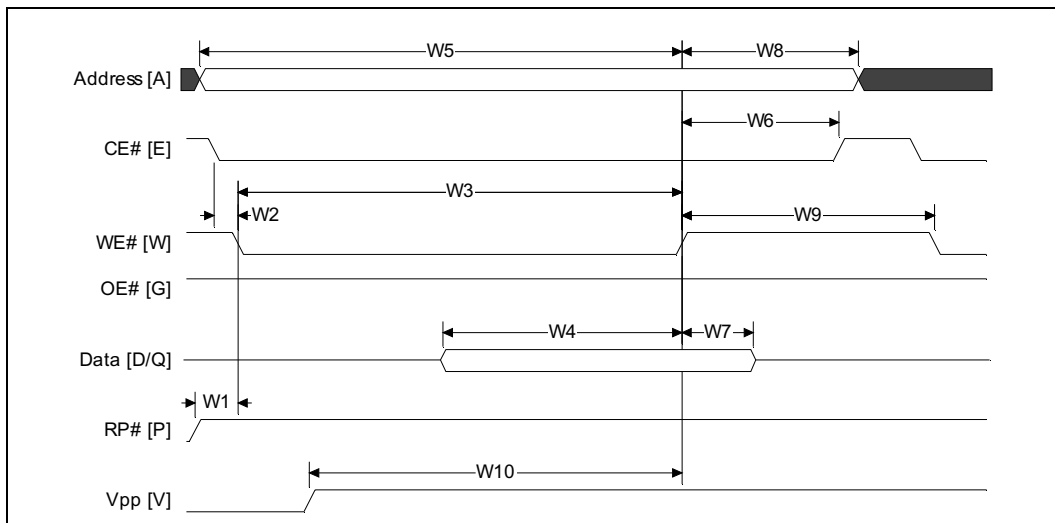 W5
W8
Address [A]
W6
CE# [E]
W3
W2
W9
WE# [W]
OE# [G]
W4
W7
Data [D/Q]
W1
RP# [P]
W10
Vpp [V]